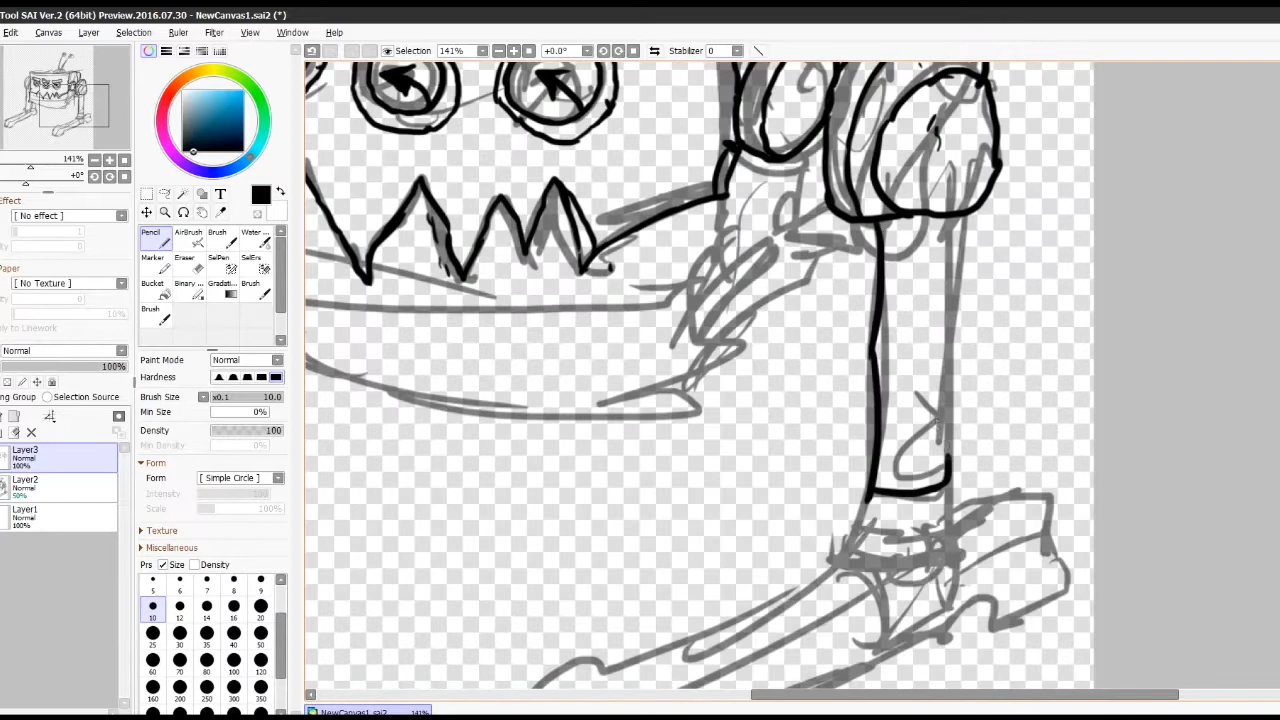 Tool SAI Ver.2 (64bit) Preview.2016.07.30 - NewCanvas1.sai2 (*)
Edit Canvas Layer Selection Ruler Filter View Window Help
Selection 141% +0.0° Stabilizer 0
141%
+0°
Effect
[ No effect ]
1
Paper
[ No Texture ]
0
ly to Linework
Normal
100%
ng Group Selection Source
Layer3
Normal
100%
Layer2
Normal
50%
Layer1
Normal
100%
T
Pencil AirBrush Brush Water ...
Marker Eraser SelPen SelErs
Bucket Binary ... Gradati... Brush
Brush
Paint Mode Normal
Hardness
Brush Size x0.1 10.0
Min Size 0%
Density 100
Min Density 0%
Form
Form [ Simple Circle ]
Intensity 100
Scale 100%
Texture
Miscellaneous
Prs Size Density
5 6 7 8 9
10 12 14 16 20
25 30 35 40 50
60 70 80 100 120
160 200 250 300 350
NewCanvas1.sai2 141%